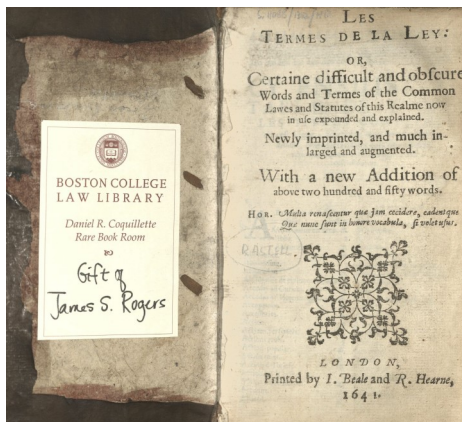 BOSTON COLLEGE
LAW LIBRARY
Daniel R. Coquillette
Rare Book Room
Gift of
James S. Rogers
LES
TERMES DE LA LEY:
OR,
Certaine difficult and obscure
Words and Termes of the Common
Lawes and Statutes of this Realme now
in use expounded and explained.
Newly imprinted, and much in-
larged and augmented.
With a new Addition of
above two hundred and fifty words.
HOR. Multa renascentur quæ jam cecidere, cadentque
Quæ nunc sunt in honore vocabula, si volet usus.
RASTELL
LONDON,
Printed by I. Beale and R. Hearne,
1641.